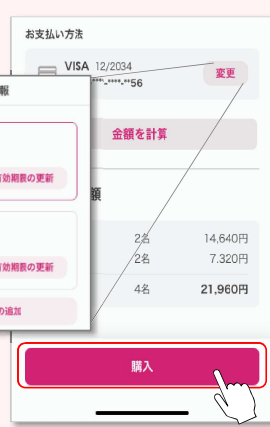 お支払い方法
VISA 12/2034
****-****-**56
変更
報
金額を計算
有効期限の更新
額
2名 14,640円
2名 7,320円
有効期限の更新
4名 21,960円
の追加
購入